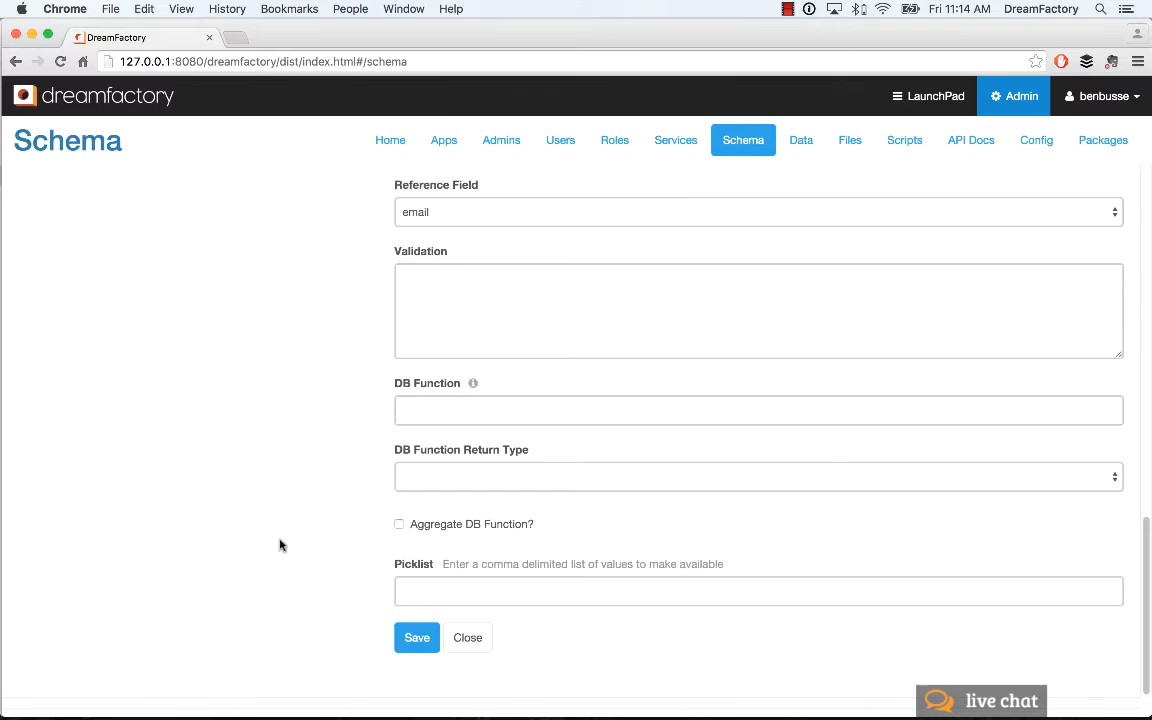 Chrome File Edit View History Bookmarks People Window Help Fri 11:14 AM DreamFactory
DreamFactory
127.0.0.1:8080/dreamfactory/dist/index.html#/schema
dreamfactory LaunchPad Admin benbusse
Schema Home Apps Admins Users Roles Services Schema Data Files Scripts API Docs Config Packages
Reference Field
email
Validation
DB Function
DB Function Return Type
Aggregate DB Function?
Picklist Enter a comma delimited list of values to make available
Save Close
live chat